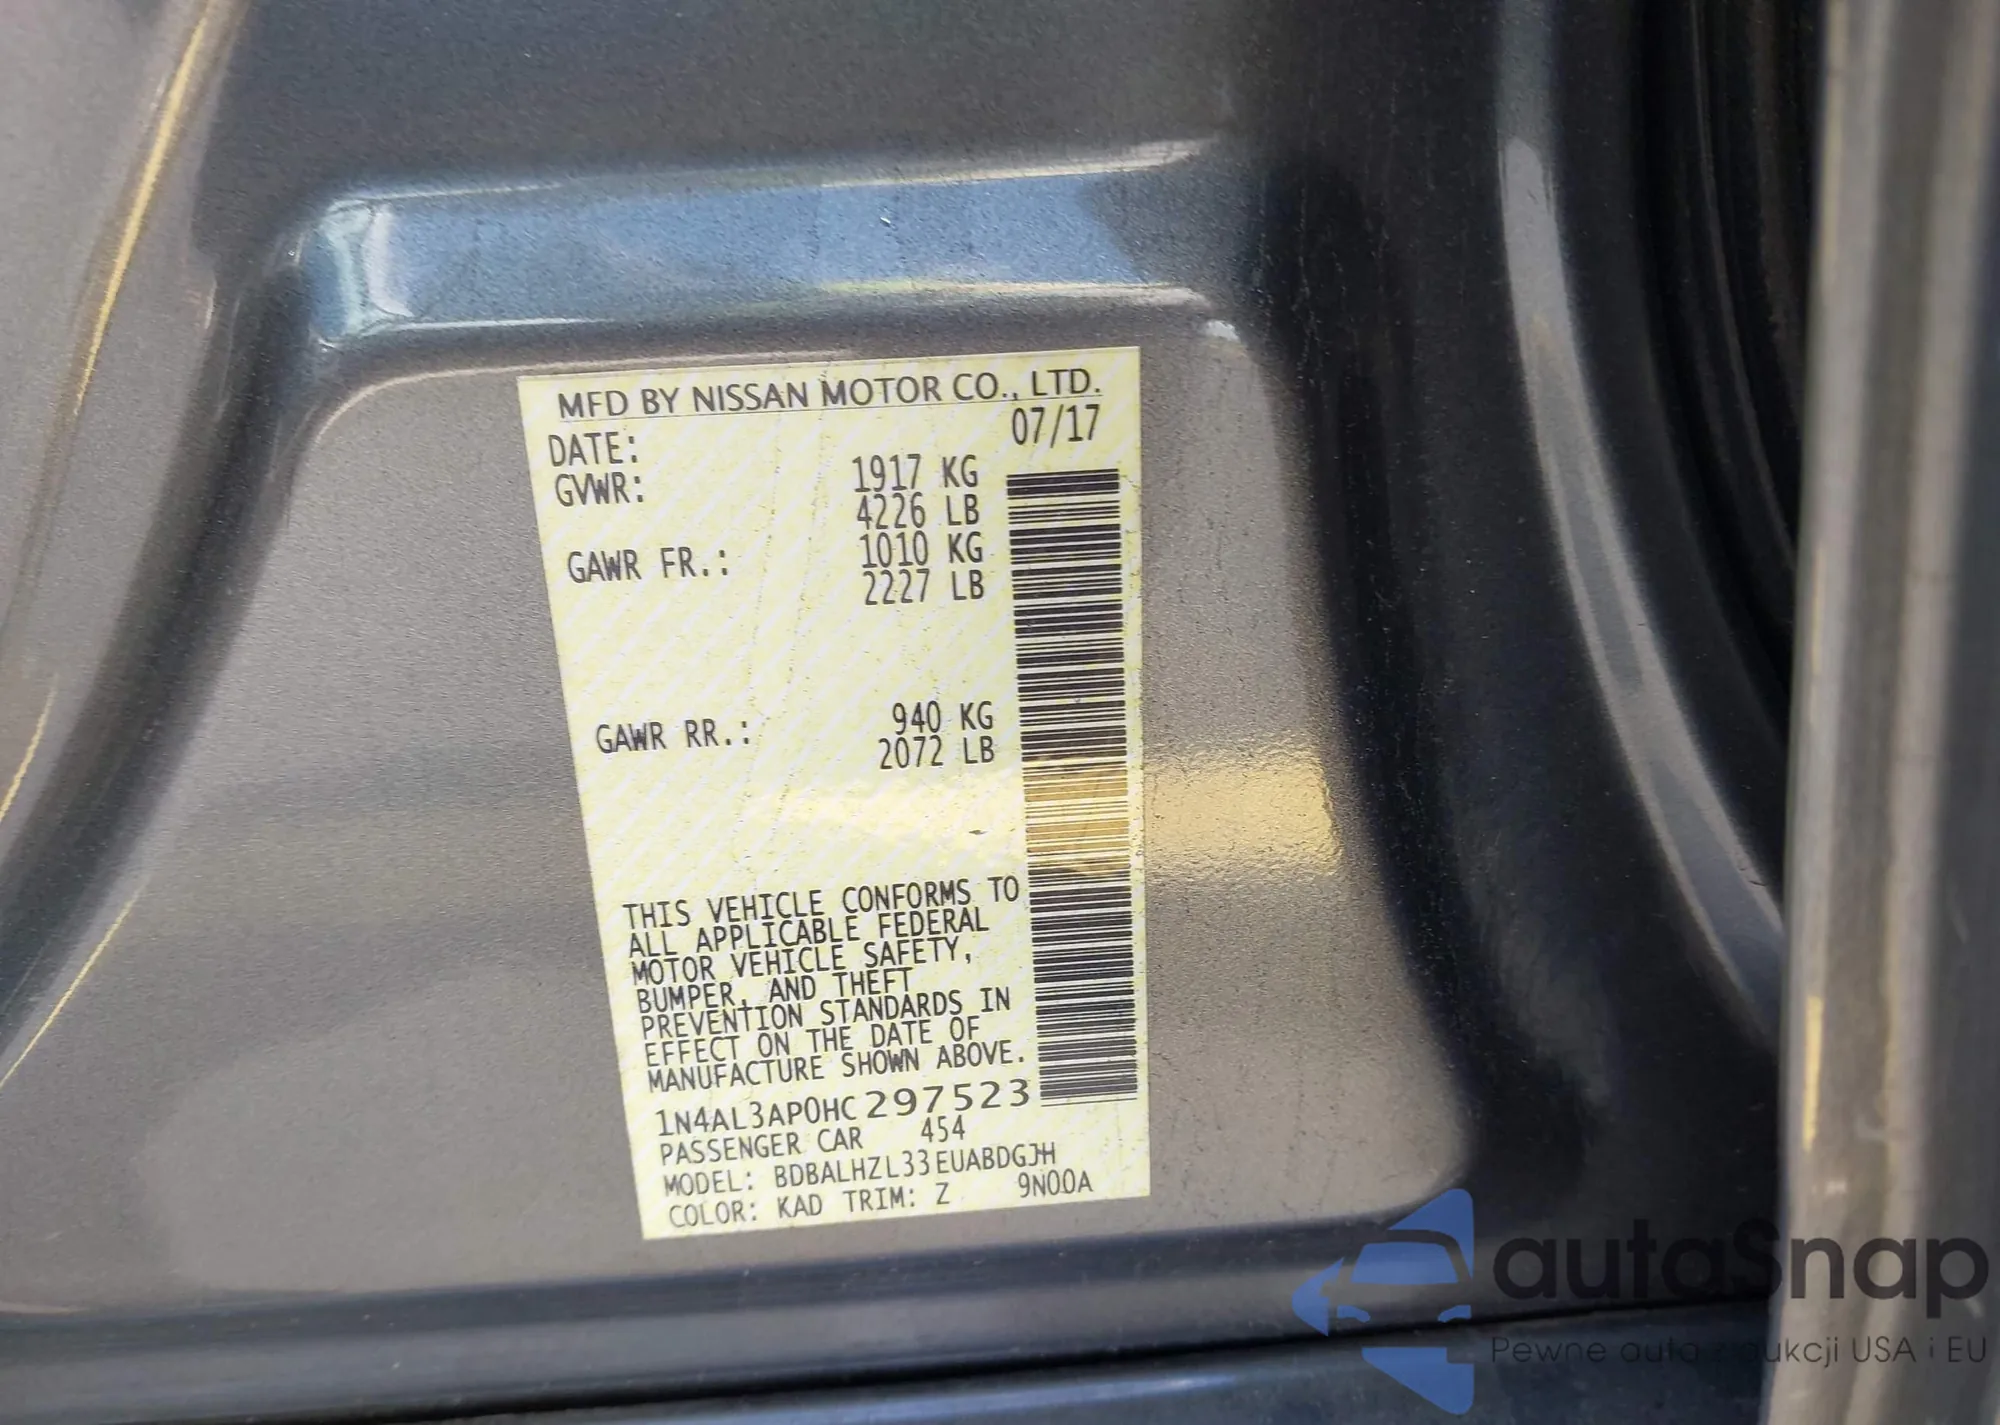 MFD BY NISSAN MOTOR CO., LTD.
DATE: 07/17
GVWR: 1917 KG
4226 LB
GAWR FR.: 1010 KG
2227 LB
GAWR RR.: 940 KG
2072 LB
THIS VEHICLE CONFORMS TO
ALL APPLICABLE FEDERAL
MOTOR VEHICLE SAFETY,
BUMPER, AND THEFT
PREVENTION STANDARDS IN
EFFECT ON THE DATE OF
MANUFACTURE SHOWN ABOVE.
1N4AL3AP0HC297523
PASSENGER CAR 454
MODEL: BDBALHZL33EUABDGJH
COLOR: KAD TRIM: Z 9N00A
autaSnap
Pewne auta z aukcji USA i EU